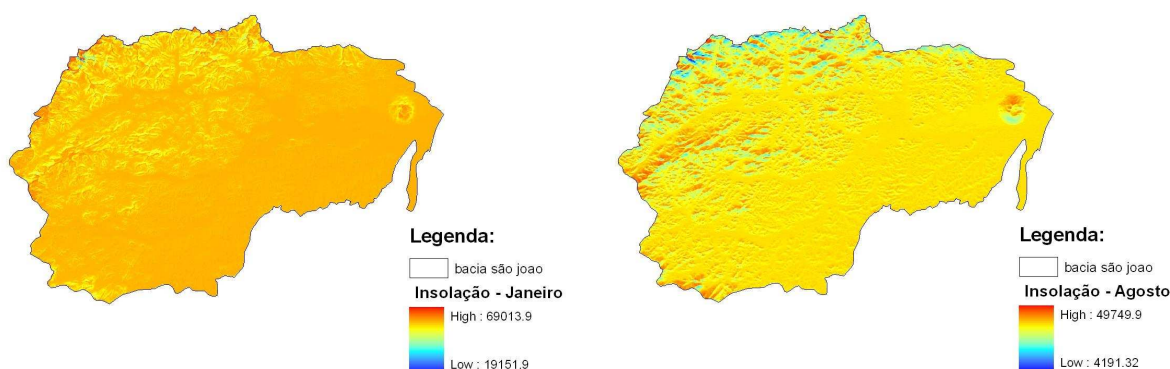 Legenda:
bacia são joao
Insolação - Janeiro
High : 69013.9
Low : 19151.9
Legenda:
bacia são joao
Insolação - Agosto
High : 49749.9
Low : 4191.32